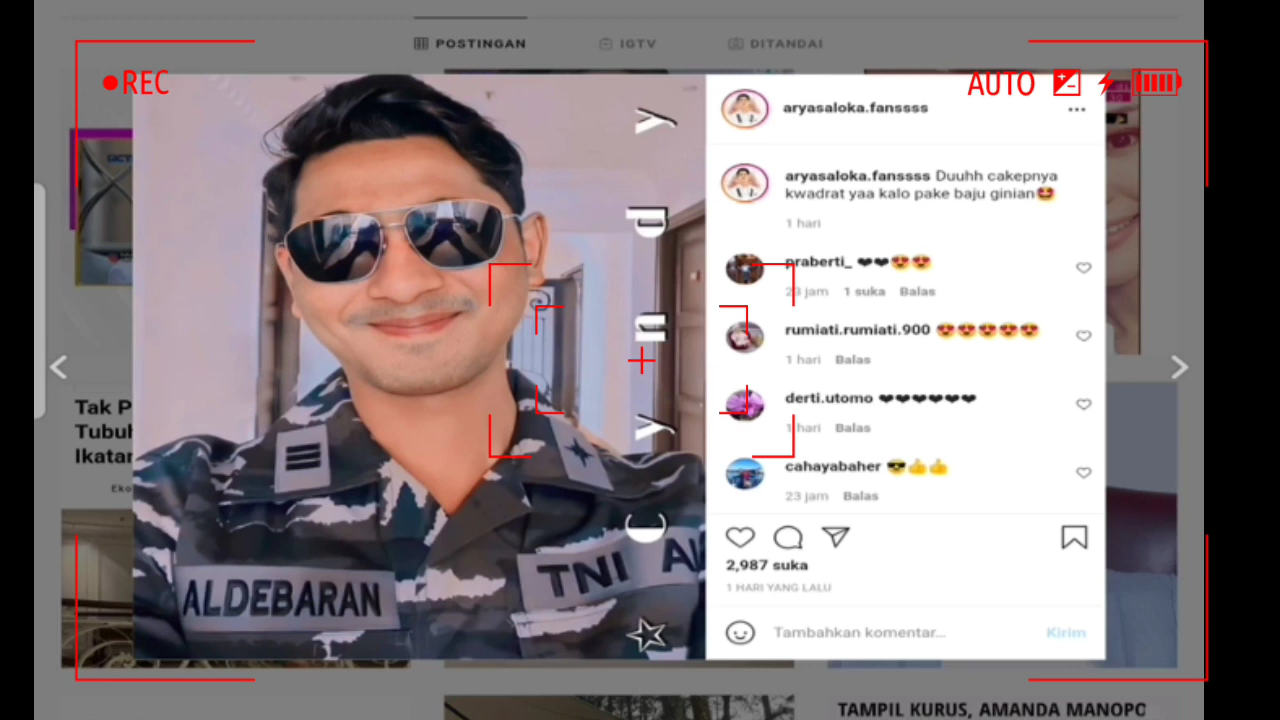 POSTINGAN
IGTV
DITANDAI
REC
AUTO
aryasaloka.fanssss
aryasaloka.fanssss Duuhh cakepnya
kwadrat yaa kalo pake baju ginian🤩
1 hari
praberti_ ❤❤😍😍
23 jam 1 suka Balas
rumiati.rumiati.900 😍😍😍😍😍
1 hari Balas
derti.utomo ❤❤❤❤❤❤
1 hari Balas
cahayabaher 😎👍👍
23 jam Balas
2,987 suka
1 HARI YANG LALU
Tambahkan komentar...
Kirim
ALDEBARAN
TNI
Tak P
Tubuh
Ikatan
Eko
TAMPIL KURUS, AMANDA MANOPO